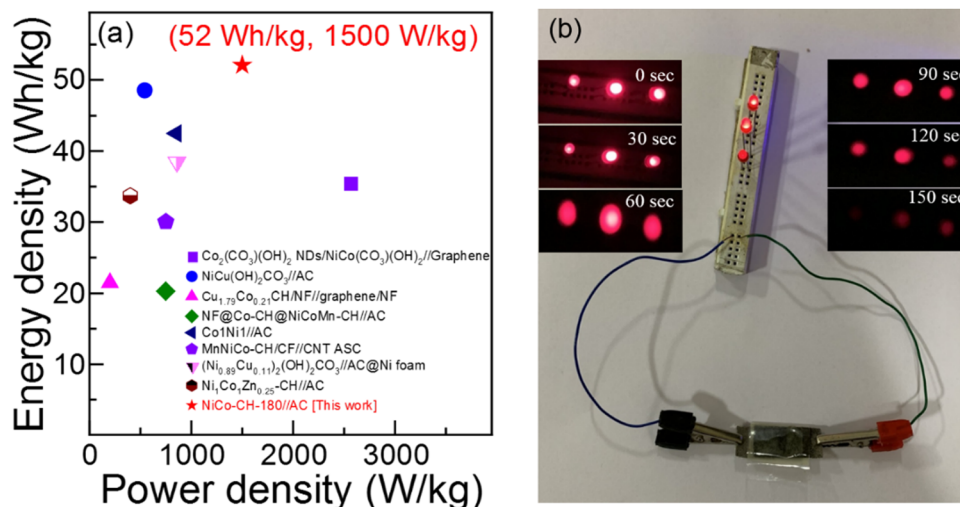 (a)
(52 Wh/kg, 1500 W/kg)
Energy density (Wh/kg)
50
40
30
20
10
Co₂(CO₃)(OH)₂ NDs/NiCo(CO₃)(OH)₂//Graphene
NiCu(OH)₂CO₃//AC
Cu₁.₇₉Co₀.₂₁CH/NF//graphene/NF
NF@Co-CH@NiCoMn-CH//AC
Co1Ni1//AC
MnNiCo-CH/CF//CNT ASC
(Ni₀.₈₉Cu₀.₁₁)₂(OH)₂CO₃//AC@Ni foam
Ni₁Co₁Zn₀.₂₅-CH//AC
NiCo-CH-180//AC [This work]
0 1000 2000 3000
Power density (W/kg)
(b)
0 sec
30 sec
60 sec
90 sec
120 sec
150 sec